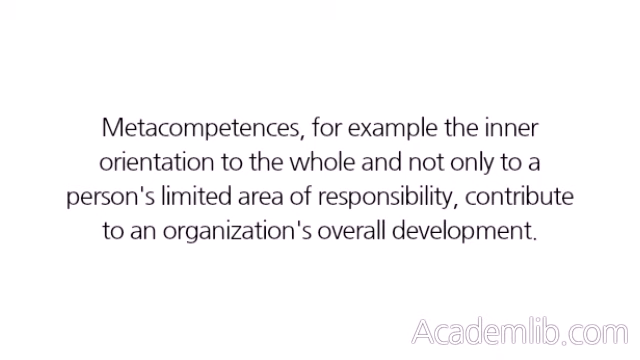 Metacompetences, for example the inner
orientation to the whole and not only to a
person's limited area of responsibility, contribute
to an organization's overall development.
Academlib.com